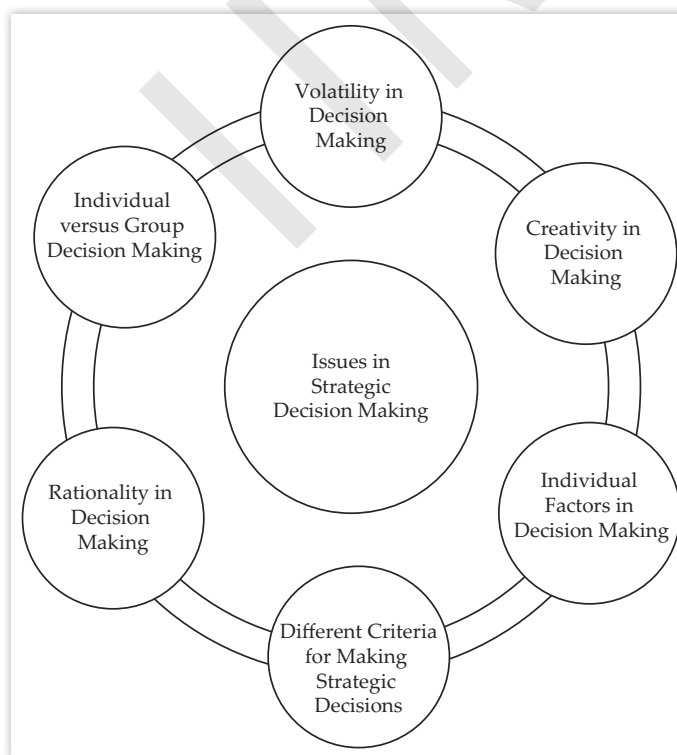 Volatility in
Decision
Making
Individual
versus Group
Decision Making
Creativity in
Decision
Making
Issues in
Strategic
Decision Making
Rationality in
Decision
Making
Individual
Factors in
Decision Making
Different Criteria
for Making
Strategic
Decisions